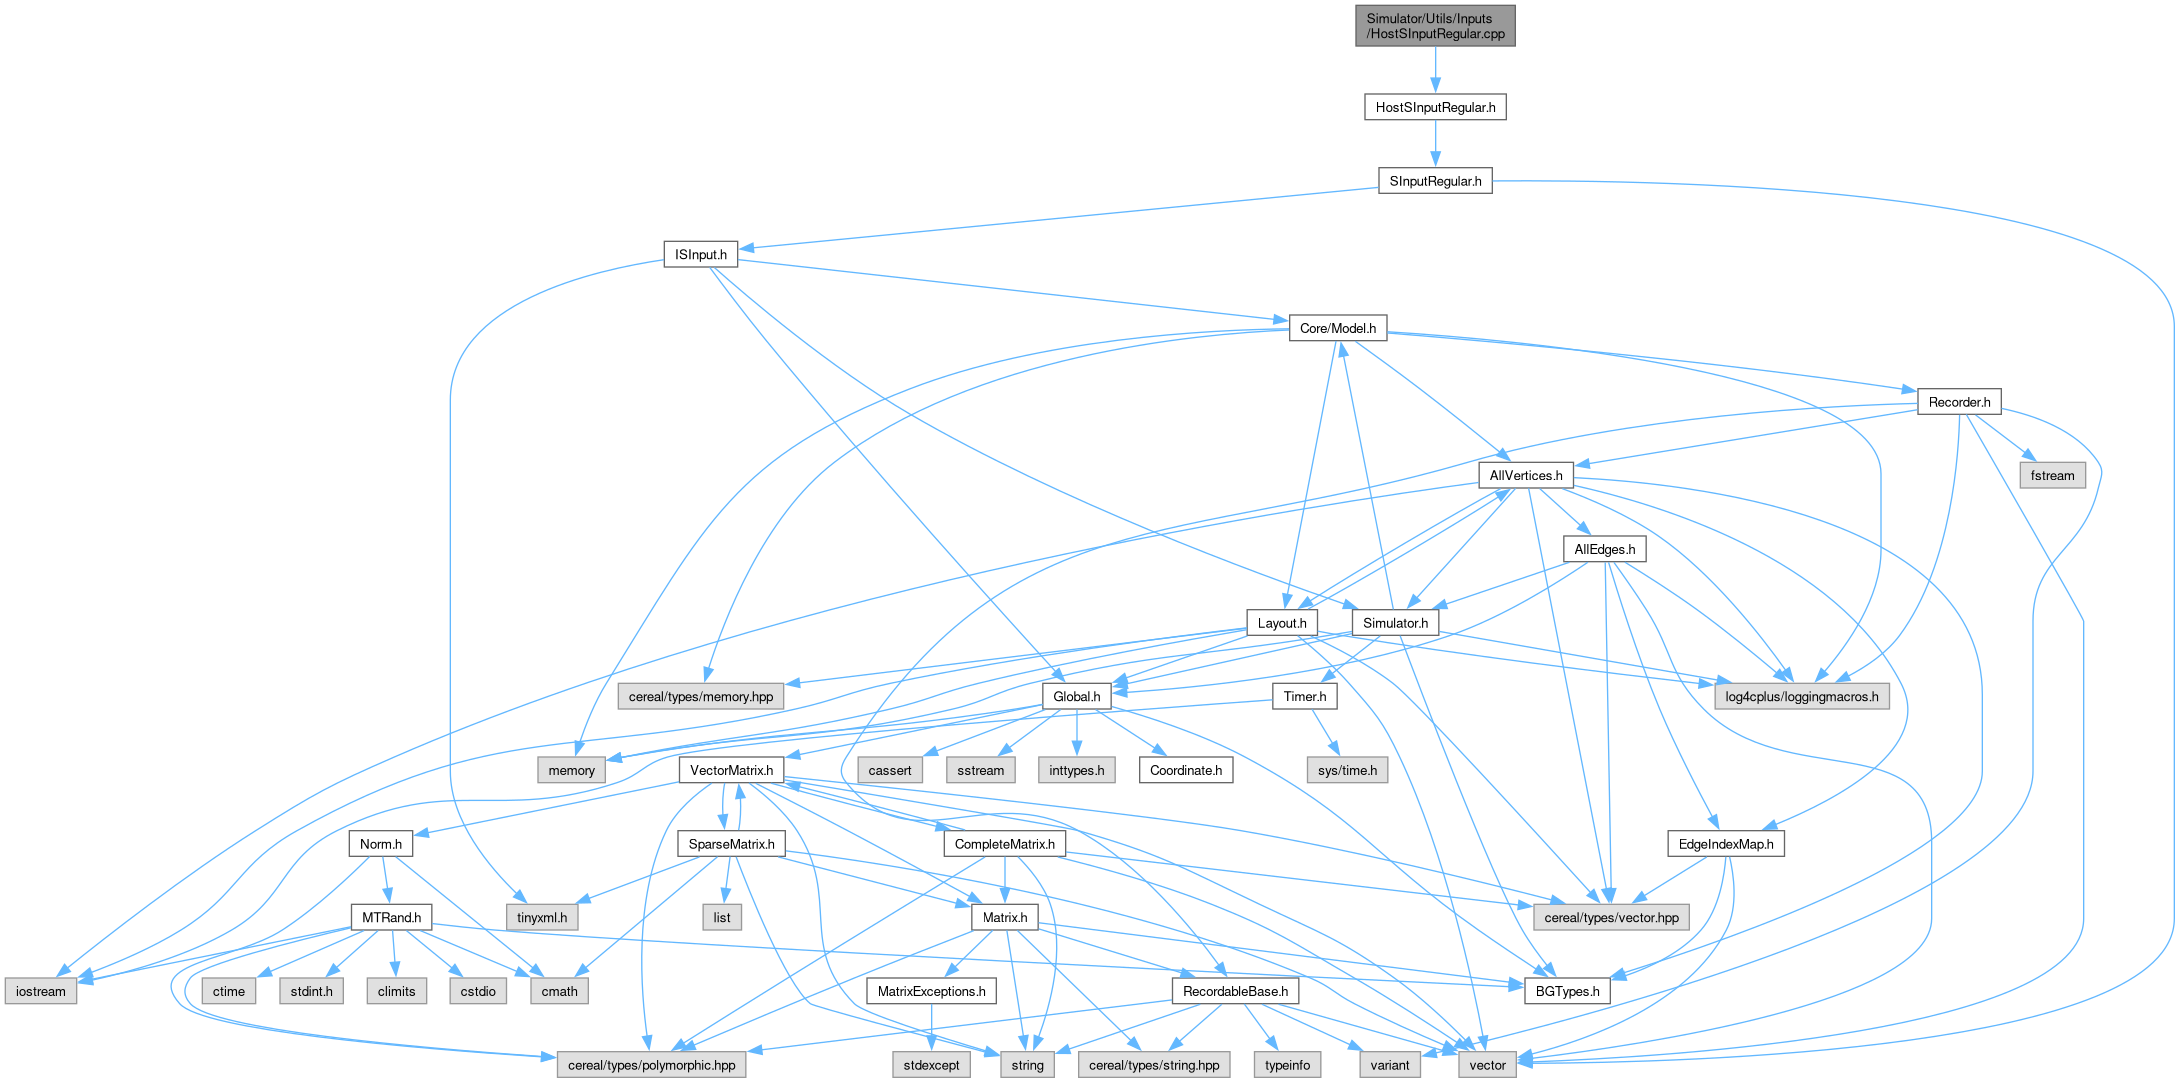 Simulator/Utils/Inputs
/HostSInputRegular.cpp
HostSInputRegular.h
SInputRegular.h
ISInput.h
Core/Model.h
Recorder.h
AllVertices.h
fstream
AllEdges.h
Layout.h
Simulator.h
cereal/types/memory.hpp
Global.h
Timer.h
log4cplus/loggingmacros.h
memory
VectorMatrix.h
cassert
sstream
inttypes.h
Coordinate.h
sys/time.h
Norm.h
SparseMatrix.h
CompleteMatrix.h
EdgeIndexMap.h
MTRand.h
tinyxml.h
list
Matrix.h
cereal/types/vector.hpp
iostream
ctime
stdint.h
climits
cstdio
cmath
MatrixExceptions.h
RecordableBase.h
BGTypes.h
cereal/types/polymorphic.hpp
stdexcept
string
cereal/types/string.hpp
typeinfo
variant
vector